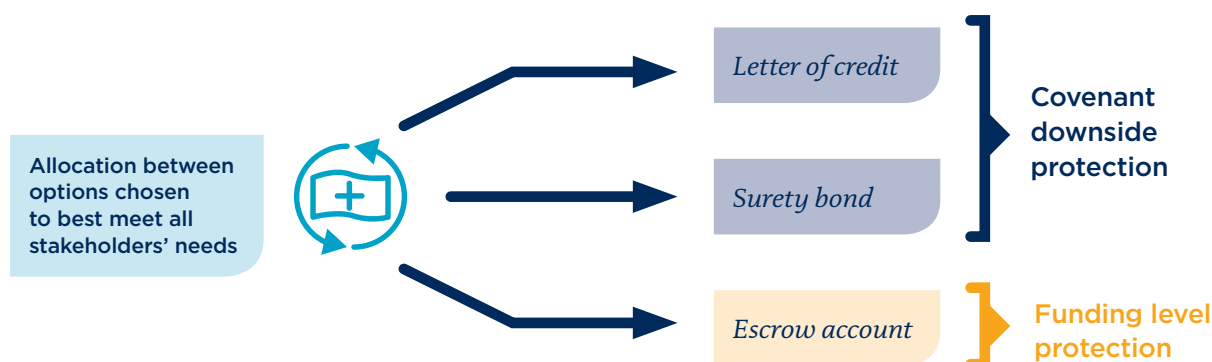 Allocation between
options chosen
to best meet all
stakeholders’ needs
Letter of credit
Surety bond
Escrow account
Covenant
downside
protection
Funding level
protection